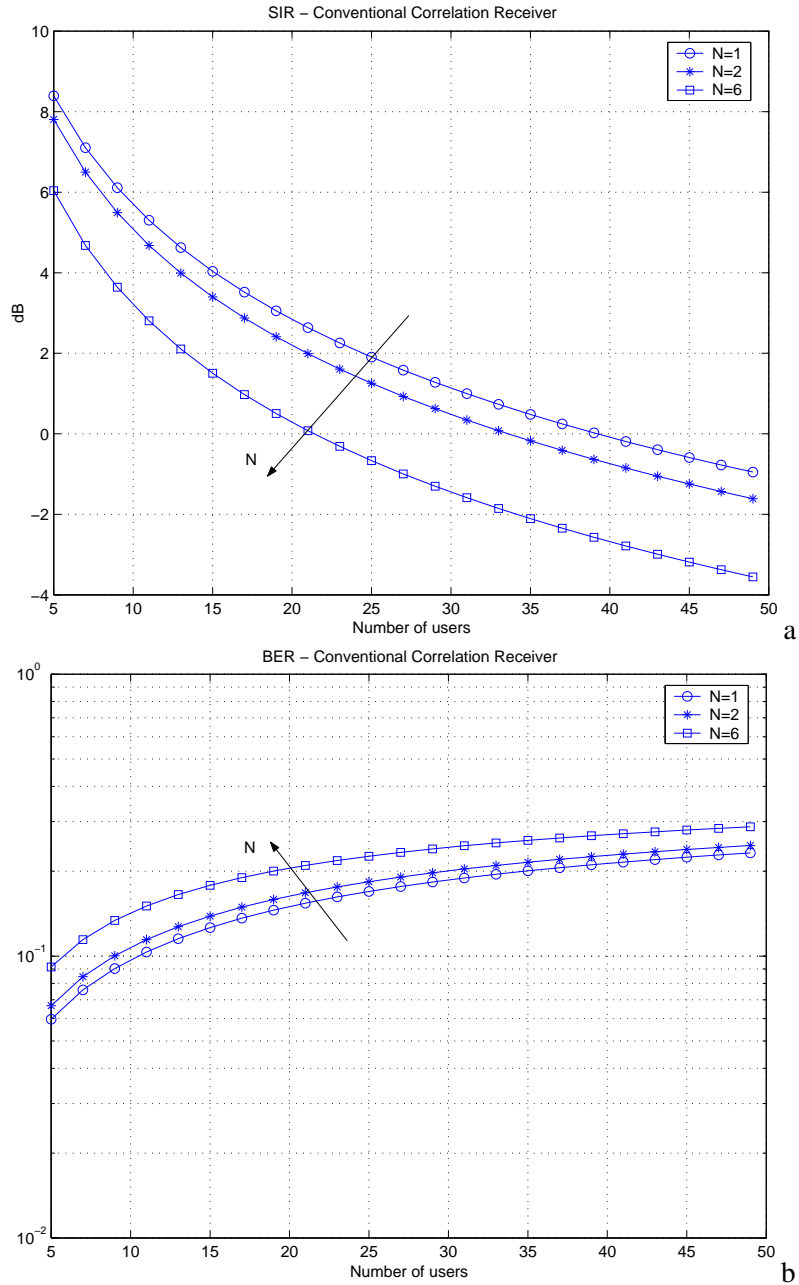 SIR − Conventional Correlation Receiver
10
8
6
4
2
0
−2
−4
dB
N=1
N=2
N=6
N
5 10 15 20 25 30 35 40 45 50
Number of users
a
BER − Conventional Correlation Receiver
10^0
10^−1
10^−2
N=1
N=2
N=6
N
5 10 15 20 25 30 35 40 45 50
Number of users
b